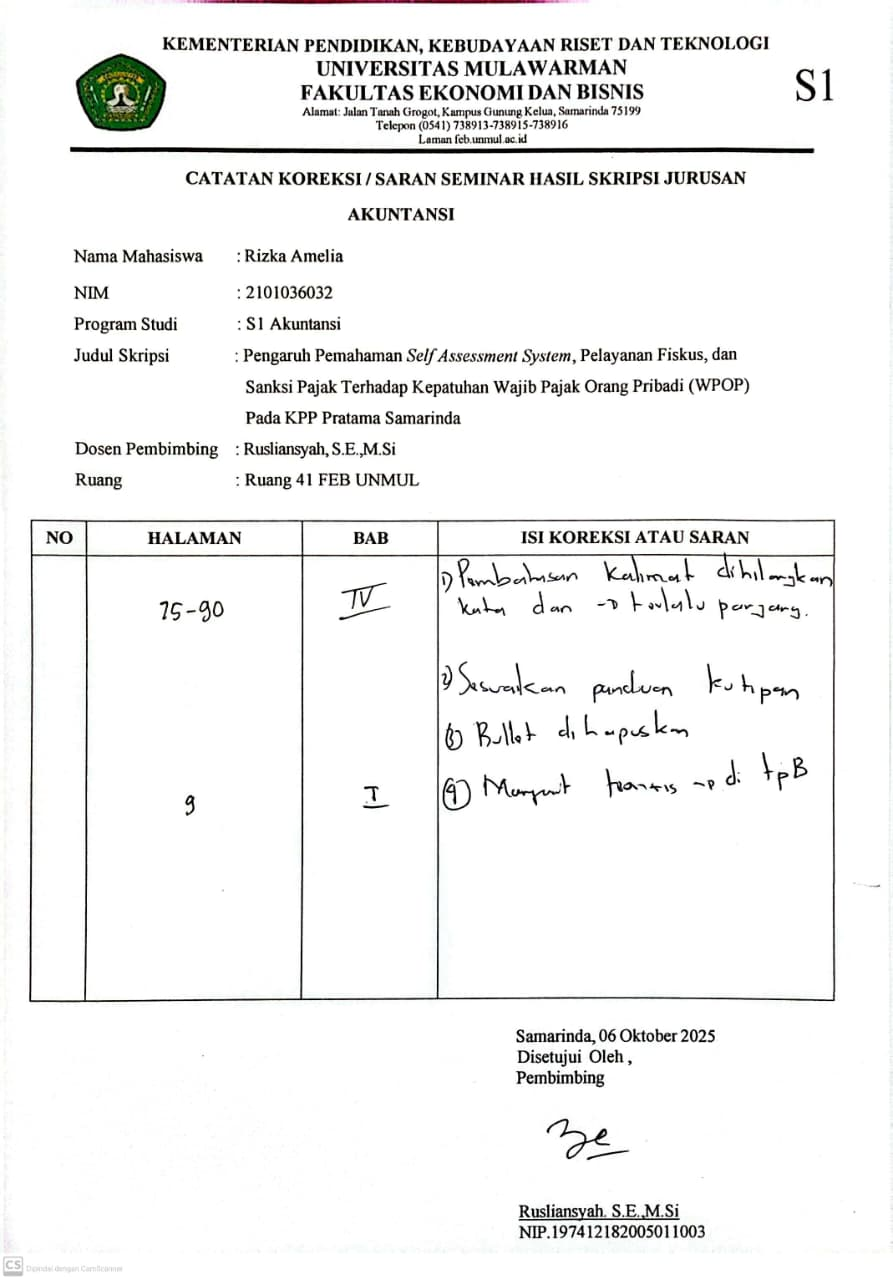 KEMENTERIAN PENDIDIKAN, KEBUDAYAAN RISET DAN TEKNOLOGI
UNIVERSITAS MULAWARMAN
FAKULTAS EKONOMI DAN BISNIS
S1
Alamat: Jalan Tanah Grogot, Kampus Gunung Kelua, Samarinda 75199
Telepon (0541) 738913-738915-738916
Laman feb.unmul.ac.id
CATATAN KOREKSI / SARAN SEMINAR HASIL SKRIPSI JURUSAN
AKUNTANSI
Nama Mahasiswa : Rizka Amelia
NIM : 2101036032
Program Studi : S1 Akuntansi
Judul Skripsi : Pengaruh Pemahaman Self Assessment System, Pelayanan Fiskus, dan
Sanksi Pajak Terhadap Kepatuhan Wajib Pajak Orang Pribadi (WPOP)
Pada KPP Pratama Samarinda
Dosen Pembimbing : Rusliansyah, S.E.,M.Si
Ruang : Ruang 41 FEB UNMUL
NO HALAMAN BAB ISI KOREKSI ATAU SARAN
1) Pembahasan kalimat dihilangkan
75-90 IV kata dan → terlalu panjang.
2) Sesuaikan panduan kutipan
3) Bullet dihapuskan
9 I 4) Menurut → di TPB
Samarinda, 06 Oktober 2025
Disetujui Oleh ,
Pembimbing
Rusliansyah. S.E.,M.Si
NIP.197412182005011003
CS Dipindai dengan CamScanner